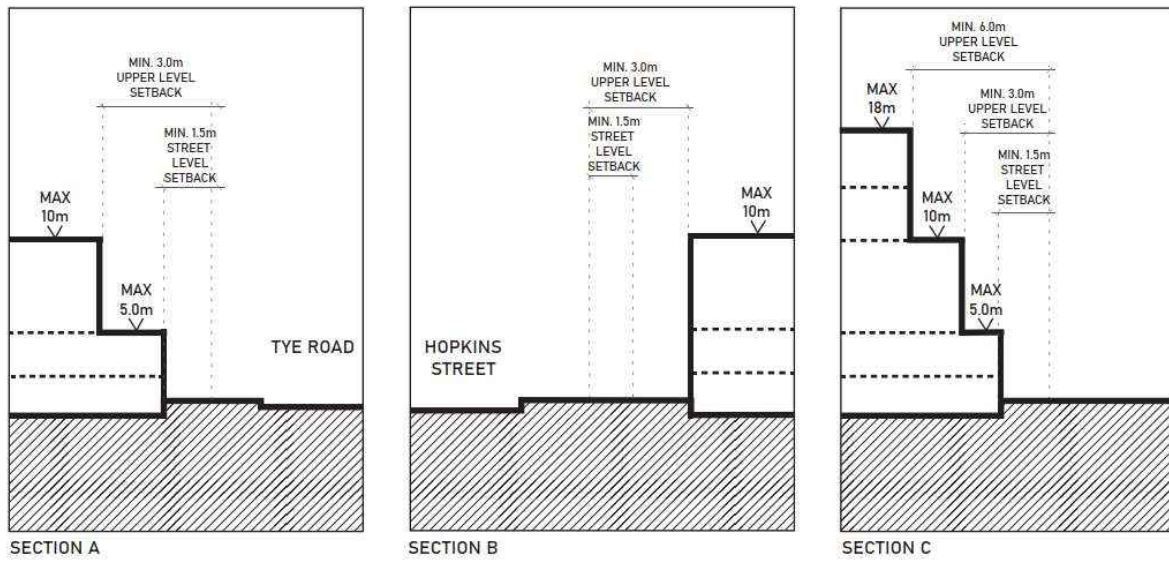 MIN. 3.0m
UPPER LEVEL
SETBACK
MIN. 1.5m
STREET
LEVEL
SETBACK
MAX
10m
MAX
5.0m
TYE ROAD
SECTION A
MIN. 3.0m
UPPER LEVEL
SETBACK
MIN. 1.5m
STREET
LEVEL
SETBACK
MAX
10m
HOPKINS
STREET
SECTION B
MIN. 6.0m
UPPER LEVEL
SETBACK
MIN. 3.0m
UPPER LEVEL
SETBACK
MAX
18m
MIN. 1.5m
STREET
LEVEL
SETBACK
MAX
10m
MAX
5.0m
SECTION C